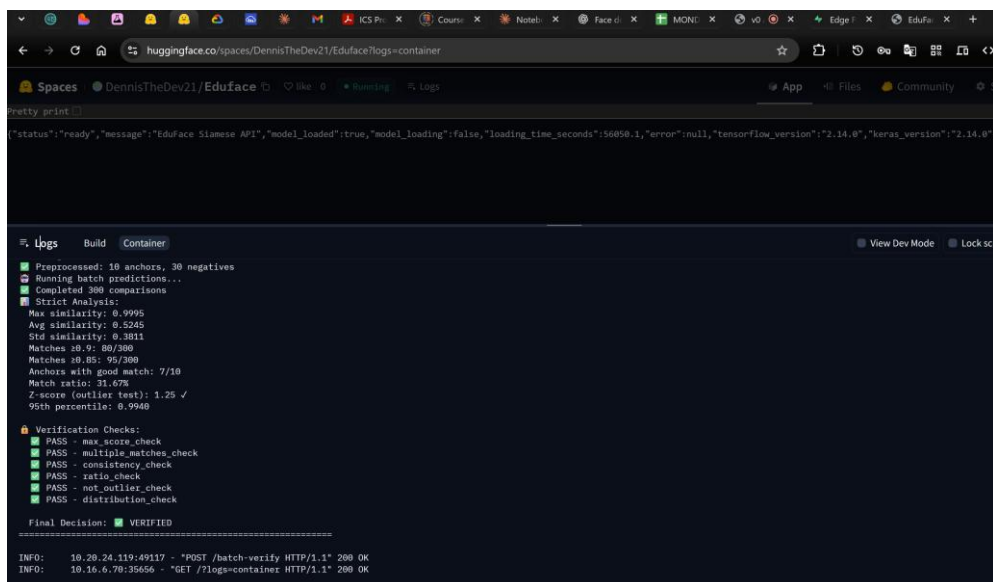 ICS Pro
Course
Noteb
Face d
MOND
v0
Edge F
EduFa
huggingface.co/spaces/DennisTheDev21/Eduface?logs=container
Spaces DennisTheDev21/Eduface like 0 Running Logs App Files Community
Pretty print
{"status":"ready","message":"EduFace Siamese API","model_loaded":true,"model_loading":false,"loading_time_seconds":56050.1,"error":null,"tensorflow_version":"2.14.0","keras_version":"2.14.0"
Logs Build Container View Dev Mode Lock sc
Preprocessed: 10 anchors, 30 negatives
Running batch predictions...
Completed 300 comparisons
Strict Analysis:
Max similarity: 0.9995
Avg similarity: 0.5245
Std similarity: 0.3811
Matches ≥0.9: 80/300
Matches ≥0.85: 95/300
Anchors with good match: 7/10
Match ratio: 31.67%
Z-score (outlier test): 1.25 ✓
95th percentile: 0.9940
Verification Checks:
✅ PASS - max_score_check
✅ PASS - multiple_matches_check
✅ PASS - consistency_check
✅ PASS - ratio_check
✅ PASS - not_outlier_check
✅ PASS - distribution_check
Final Decision: ✅ VERIFIED
============================================================
INFO: 10.20.24.119:49117 - "POST /batch-verify HTTP/1.1" 200 OK
INFO: 10.16.6.70:35656 - "GET /?logs=container HTTP/1.1" 200 OK